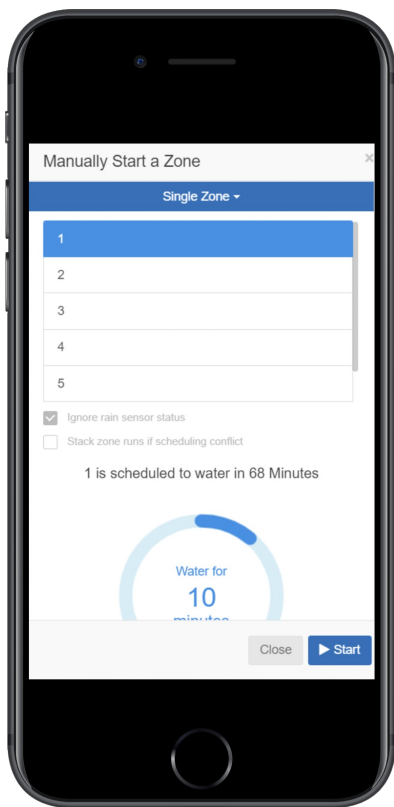 Manually Start a Zone ×
Single Zone
1
2
3
4
5
Ignore rain sensor status
Stack zone runs if scheduling conflict
1 is scheduled to water in 68 Minutes
Water for
10
minutes
Close Start